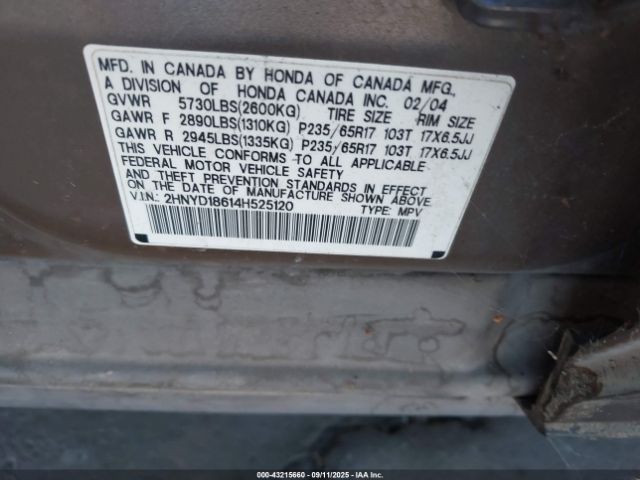 MFD. IN CANADA BY HONDA OF CANADA MFG.,
A DIVISION OF HONDA CANADA INC. 02/04
GVWR 5730LBS(2600KG) TIRE SIZE RIM SIZE
GAWR F 2890LBS(1310KG) P235/65R17 103T 17X6.5JJ
GAWR R 2945LBS(1335KG) P235/65R17 103T 17X6.5JJ
THIS VEHICLE CONFORMS TO ALL APPLICABLE
FEDERAL MOTOR VEHICLE SAFETY
AND THEFT PREVENTION STANDARDS IN EFFECT
ON THE DATE OF MANUFACTURE SHOWN ABOVE.
V.I.N.: 2HNYD18614H525120 TYPE: MPV
000-43215660 - 09/11/2025 - IAA Inc.